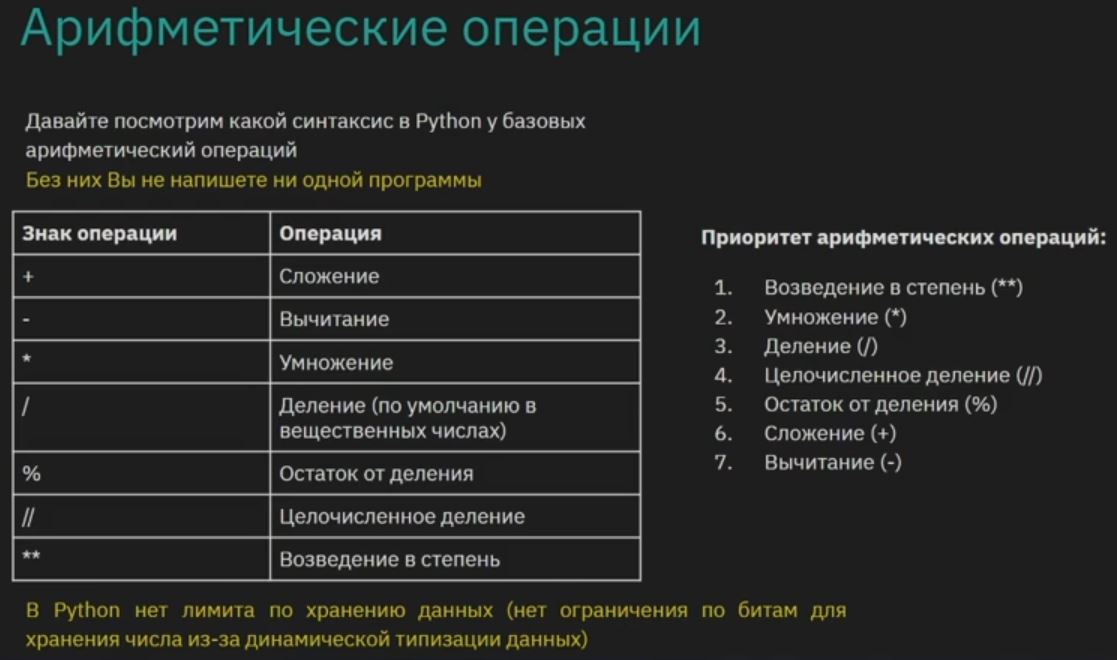 Арифметические операции
Давайте посмотрим какой синтаксис в Python у базовых
арифметический операций
Без них Вы не напишете ни одной программы
Знак операции Операция
+ Сложение
- Вычитание
* Умножение
/ Деление (по умолчанию в
вещественных числах)
% Остаток от деления
// Целочисленное деление
** Возведение в степень
Приоритет арифметических операций:
1. Возведение в степень (**)
2. Умножение (*)
3. Деление (/)
4. Целочисленное деление (//)
5. Остаток от деления (%)
6. Сложение (+)
7. Вычитание (-)
В Python нет лимита по хранению данных (нет ограничения по битам для
хранения числа из-за динамической типизации данных)